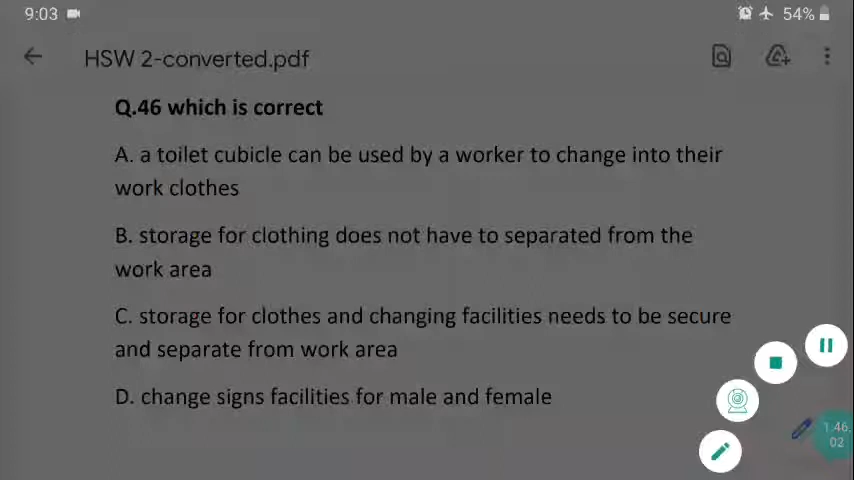 9:03 54%
HSW 2-converted.pdf
Q.46 which is correct
A. a toilet cubicle can be used by a worker to change into their
work clothes
B. storage for clothing does not have to separated from the
work area
C. storage for clothes and changing facilities needs to be secure
and separate from work area
D. change signs facilities for male and female
1.46.
02